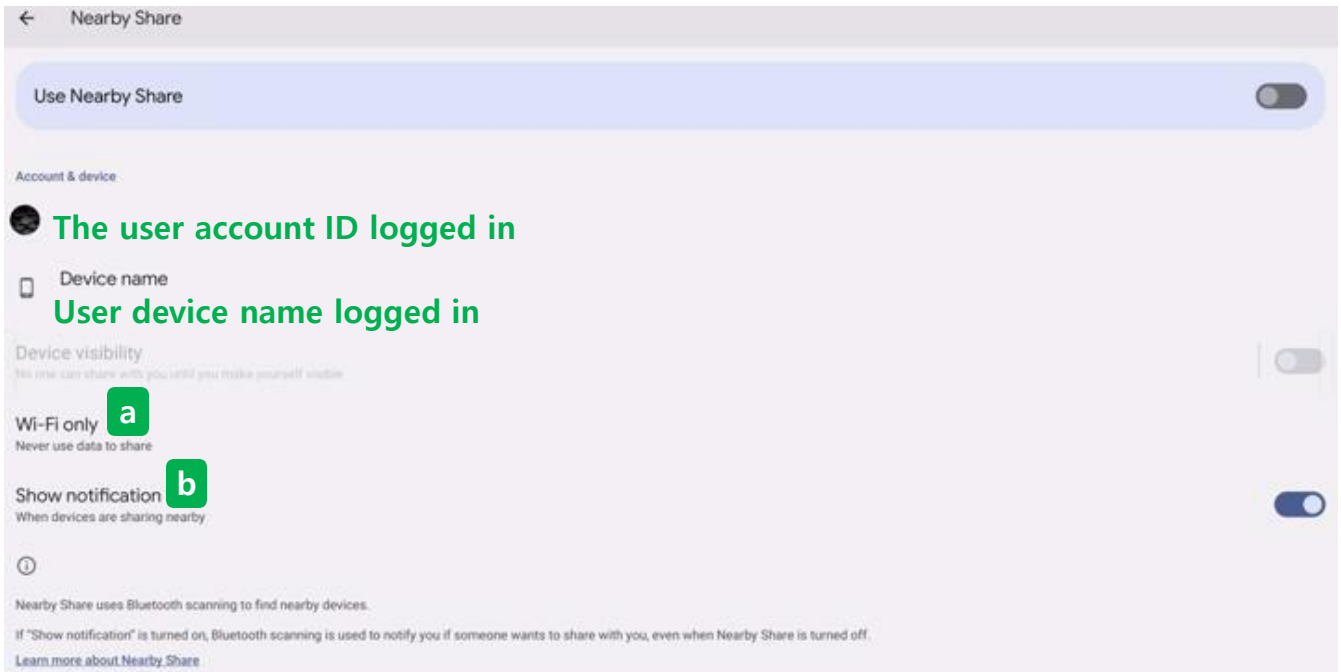 Nearby Share
Use Nearby Share
Account & device
The user account ID logged in
Device name
User device name logged in
Device visibility
No one can share with you until you make yourself visible
Wi-Fi only a
Never use data to share
Show notification b
When devices are sharing nearby
Nearby Share uses Bluetooth scanning to find nearby devices.
If "Show notification" is turned on, Bluetooth scanning is used to notify you if someone wants to share with you, even when Nearby Share is turned off.
Learn more about Nearby Share